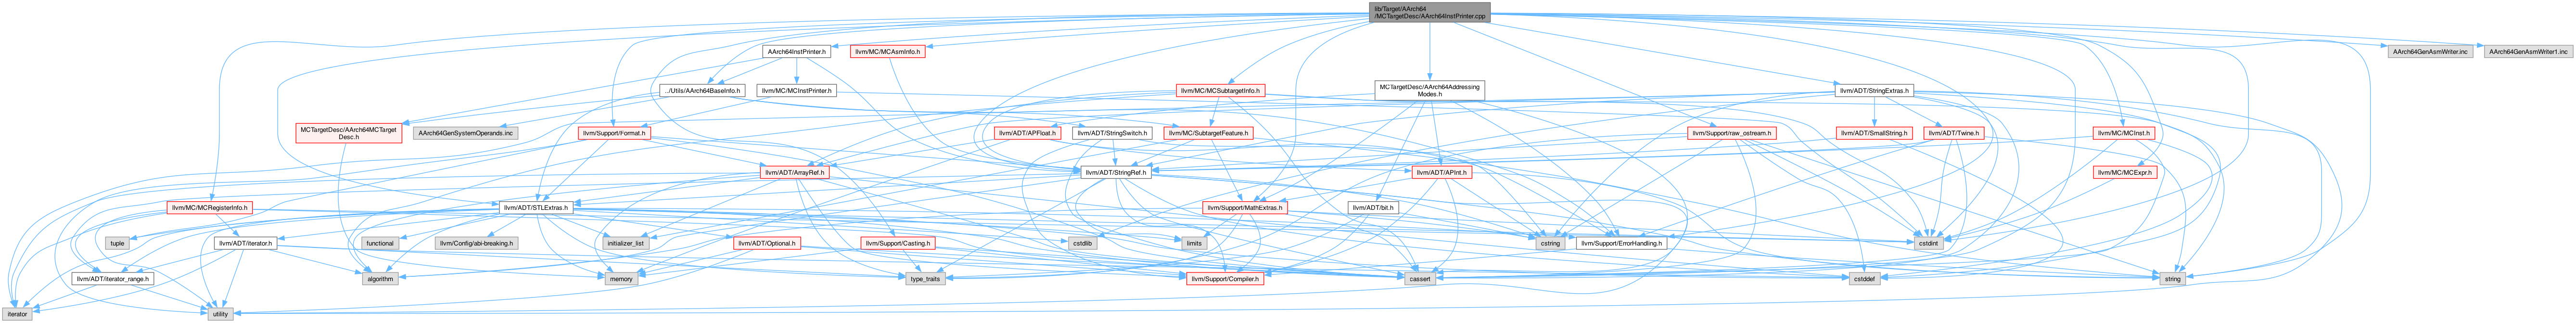 lib/Target/AArch64
/MCTargetDesc/AArch64InstPrinter.cpp
AArch64InstPrinter.h
llvm/MC/MCAsmInfo.h
AArch64GenAsmWriter.inc
AArch64GenAsmWriter1.inc
../Utils/AArch64BaseInfo.h
llvm/MC/MCInstPrinter.h
llvm/MC/MCSubtargetInfo.h
MCTargetDesc/AArch64Addressing
Modes.h
llvm/ADT/StringExtras.h
MCTargetDesc/AArch64MCTarget
Desc.h
AArch64GenSystemOperands.inc
llvm/Support/Format.h
llvm/ADT/APFloat.h
llvm/ADT/StringSwitch.h
llvm/MC/SubtargetFeature.h
llvm/Support/raw_ostream.h
llvm/ADT/SmallString.h
llvm/ADT/Twine.h
llvm/MC/MCInst.h
llvm/ADT/ArrayRef.h
llvm/ADT/StringRef.h
llvm/ADT/APInt.h
llvm/MC/MCExpr.h
llvm/MC/MCRegisterInfo.h
llvm/ADT/STLExtras.h
llvm/Support/MathExtras.h
llvm/ADT/bit.h
tuple
llvm/ADT/iterator.h
functional
llvm/Config/abi-breaking.h
initializer_list
llvm/ADT/Optional.h
llvm/Support/Casting.h
cstdlib
limits
cstring
llvm/Support/ErrorHandling.h
cstdint
llvm/ADT/iterator_range.h
algorithm
memory
type_traits
llvm/Support/Compiler.h
cassert
cstddef
string
iterator
utility